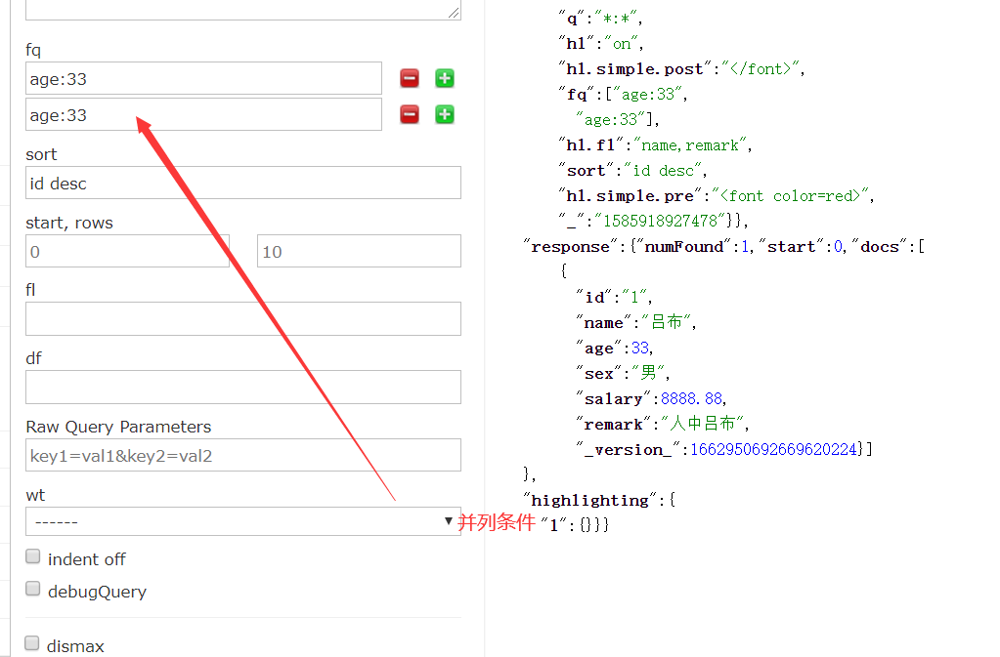 fq
age:33
age:33
sort
id desc
start, rows
0
10
fl
df
Raw Query Parameters
key1=val1&key2=val2
wt
------
indent off
debugQuery
dismax
"q":"*:*",
"hl":"on",
"hl.simple.post":"</font>",
"fq":["age:33",
"age:33"],
"hl.fl":"name,remark",
"sort":"id desc",
"hl.simple.pre":"<font color=red>",
"_":"1585918927478"}},
"response":{"numFound":1,"start":0,"docs":[
{
"id":"1",
"name":"吕布",
"age":33,
"sex":"男",
"salary":8888.88,
"remark":"人中吕布",
"_version_":1662950692669620224}]
},
"highlighting":{
并列条件
"1":{}}}